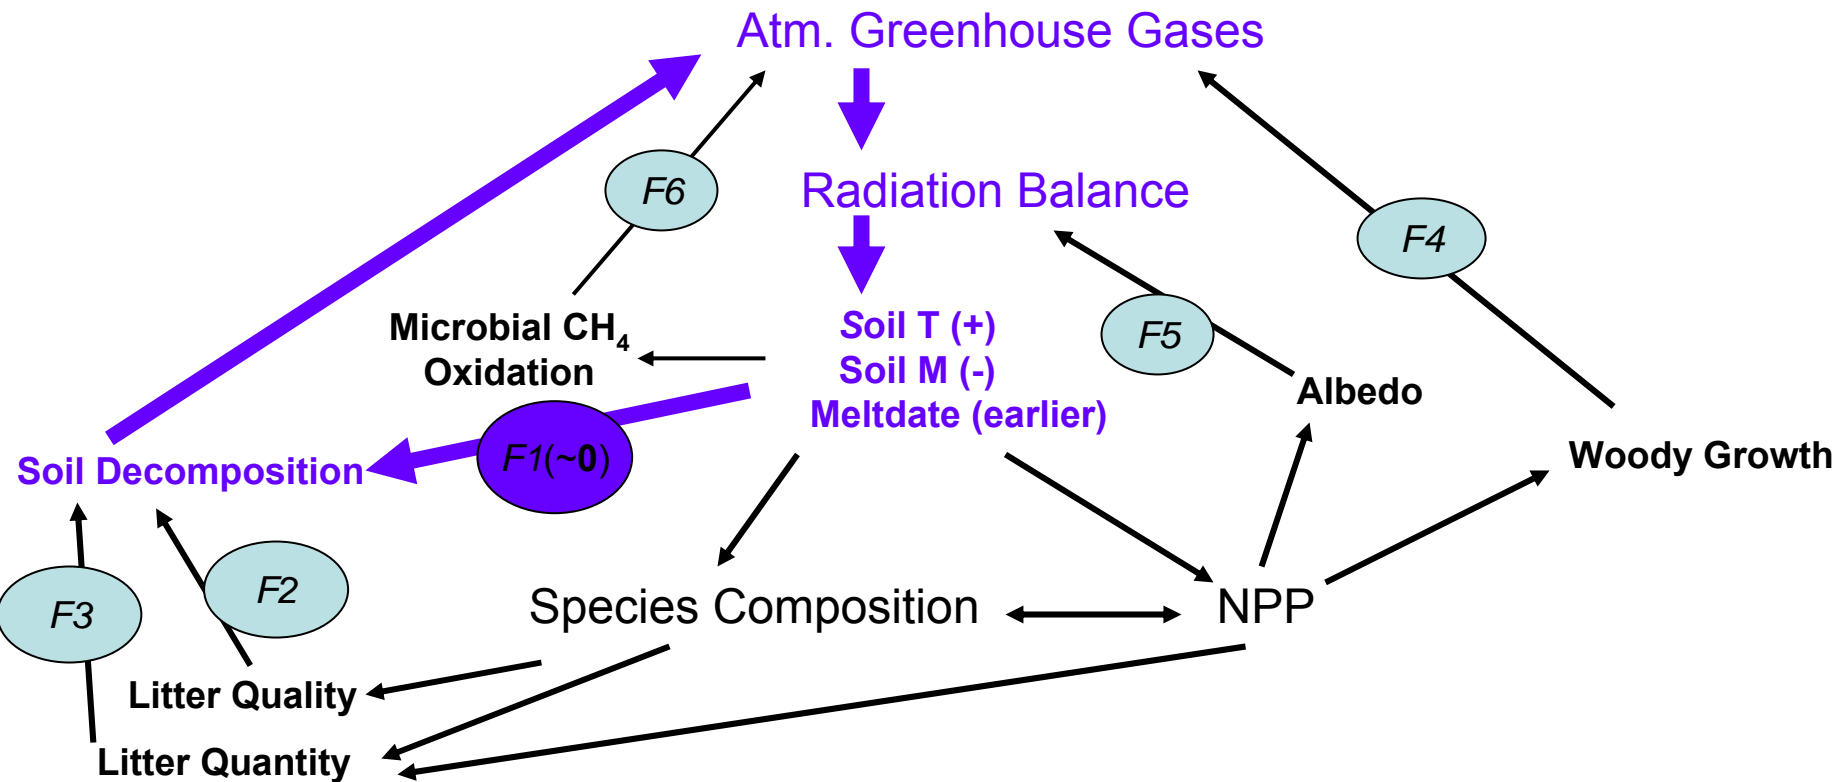 Atm. Greenhouse Gases
Radiation Balance
F6
F4
Microbial CH₄
Oxidation
Soil T (+)
Soil M (-)
Meltdate (earlier)
F5
Albedo
Soil Decomposition
F1(~0)
Woody Growth
F3
F2
Species Composition
NPP
Litter Quality
Litter Quantity